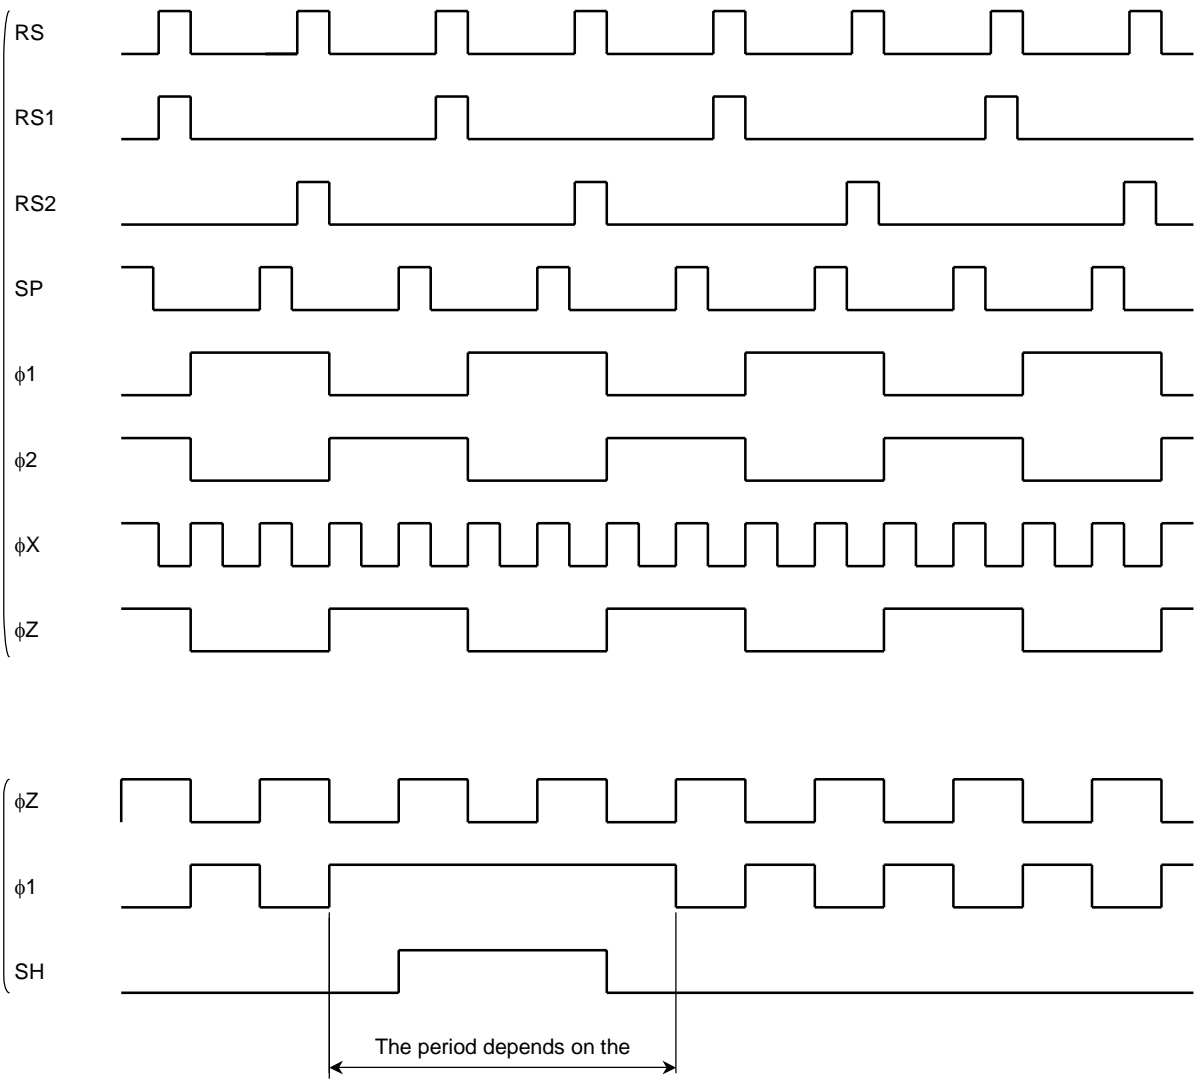 RS
RS1
RS2
SP
ϕ1
ϕ2
ϕX
ϕZ
ϕZ
ϕ1
SH
The period depends on the